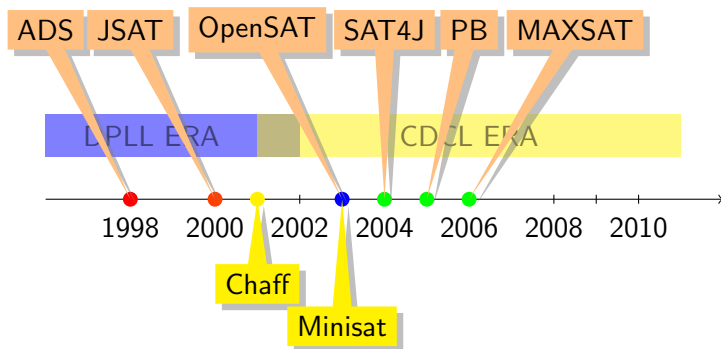 ADS JSAT OpenSAT SAT4J PB MAXSAT
DPLL ERA CDCL ERA
1998 2000 2002 2004 2006 2008 2010
Chaff
Minisat